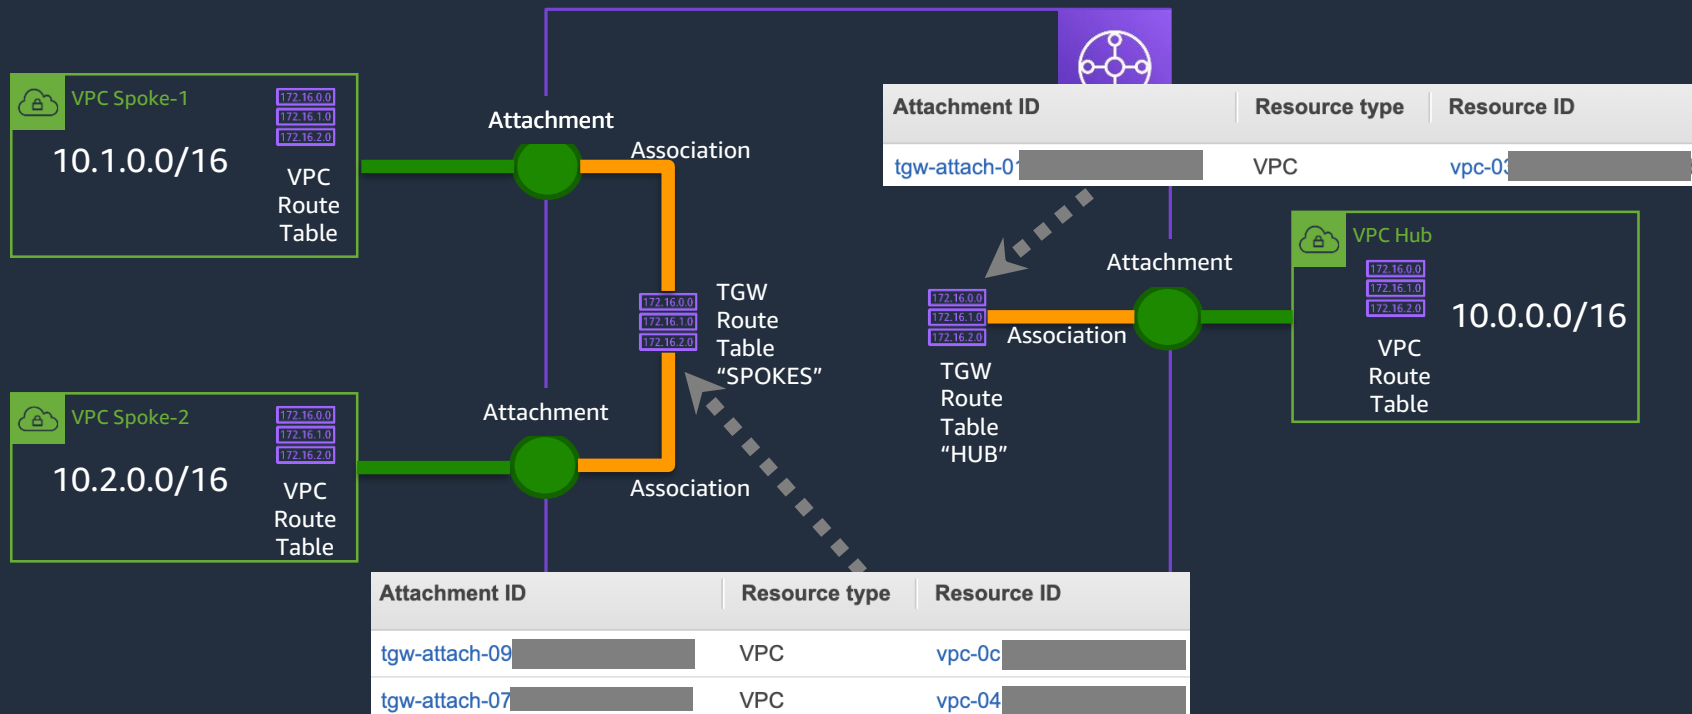 VPC Spoke-1
10.1.0.0/16
172.16.0.0
172.16.1.0
172.16.2.0
VPC
Route
Table
Attachment
Association
Attachment ID Resource type Resource ID
tgw-attach-01 VPC vpc-03
VPC Hub
172.16.0.0
172.16.1.0
172.16.2.0
10.0.0.0/16
VPC
Route
Table
Attachment
Association
172.16.0.0
172.16.1.0
172.16.2.0
TGW
Route
Table
“HUB”
172.16.0.0
172.16.1.0
172.16.2.0
TGW
Route
Table
“SPOKES”
VPC Spoke-2
10.2.0.0/16
172.16.0.0
172.16.1.0
172.16.2.0
VPC
Route
Table
Attachment
Association
Attachment ID Resource type Resource ID
tgw-attach-09 VPC vpc-0c
tgw-attach-07 VPC vpc-04